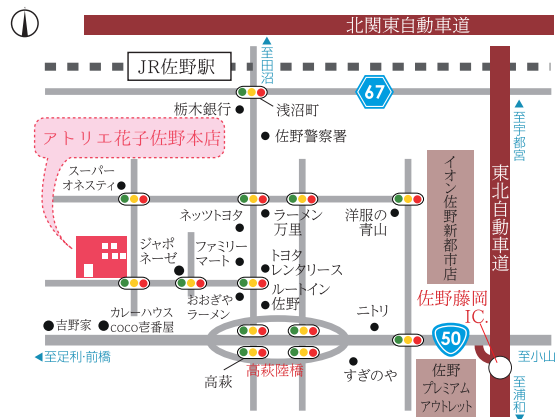 北関東自動車道
至田沼
JR佐野駅
67
栃木銀行
浅沼町
佐野警察署
至宇都宮
アトリエ花子佐野本店
スーパー
オネスティ
イオン佐野新都市店
東北自動車道
ネッツトヨタ
ラーメン
万里
洋服の
青山
ジャポ
ネーゼ
ファミリー
マート
トヨタ
レンタリース
おおぎや
ラーメン
ルートイン
佐野
カレーハウス
coco壱番屋
吉野家
ニトリ
佐野藤岡
IC.
50
至足利・前橋
至小山
高萩
高萩陸橋
すぎのや
佐野
プレミアム
アウトレット
至浦和